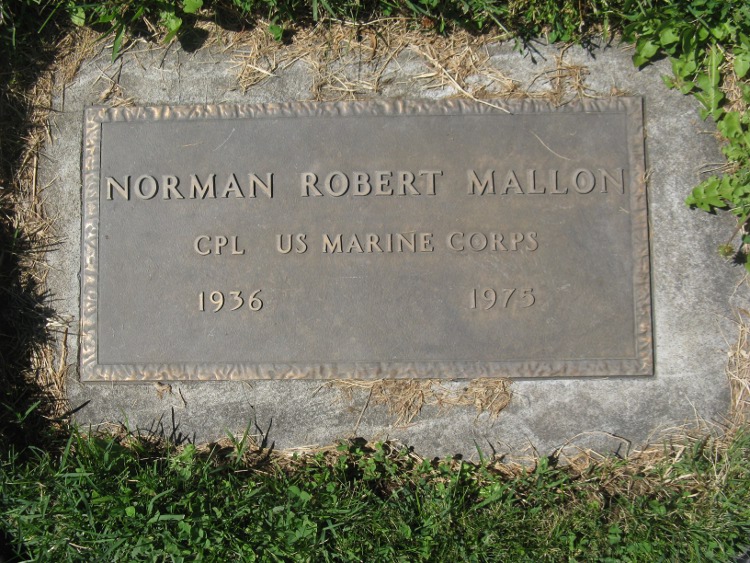 NORMAN ROBERT MALLON
CPL US MARINE CORPS
1936 1975